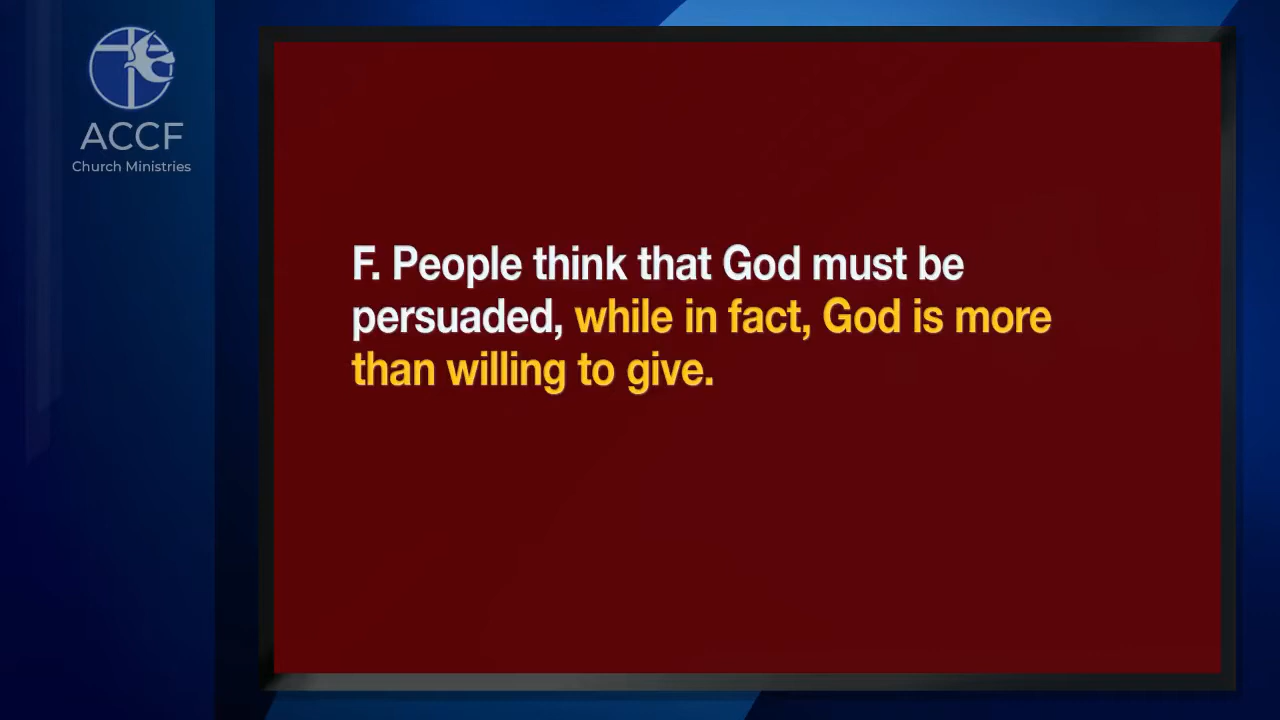 ACCF
Church Ministries
F. People think that God must be
persuaded, while in fact, God is more
than willing to give.